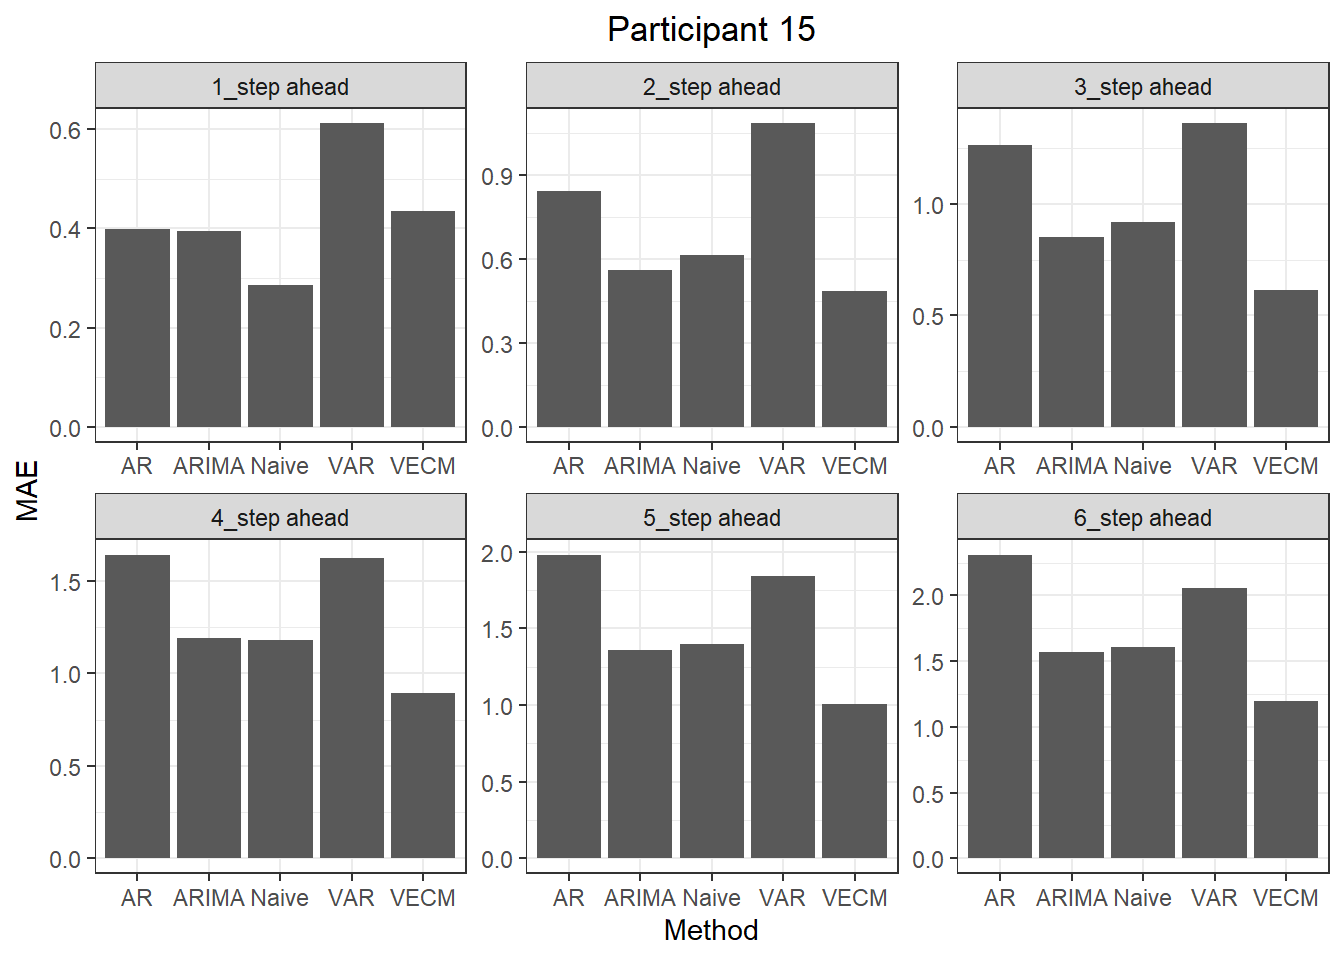 Participant 15
1_step ahead
2_step ahead
3_step ahead
0.6
0.4
0.2
0.0
0.9
0.6
0.3
0.0
1.0
0.5
0.0
AR ARIMA Naive VAR VECM
AR ARIMA Naive VAR VECM
AR ARIMA Naive VAR VECM
MAE
4_step ahead
5_step ahead
6_step ahead
1.5
1.0
0.5
0.0
2.0
1.5
1.0
0.5
0.0
2.0
1.5
1.0
0.5
0.0
AR ARIMA Naive VAR VECM
AR ARIMA Naive VAR VECM
AR ARIMA Naive VAR VECM
Method